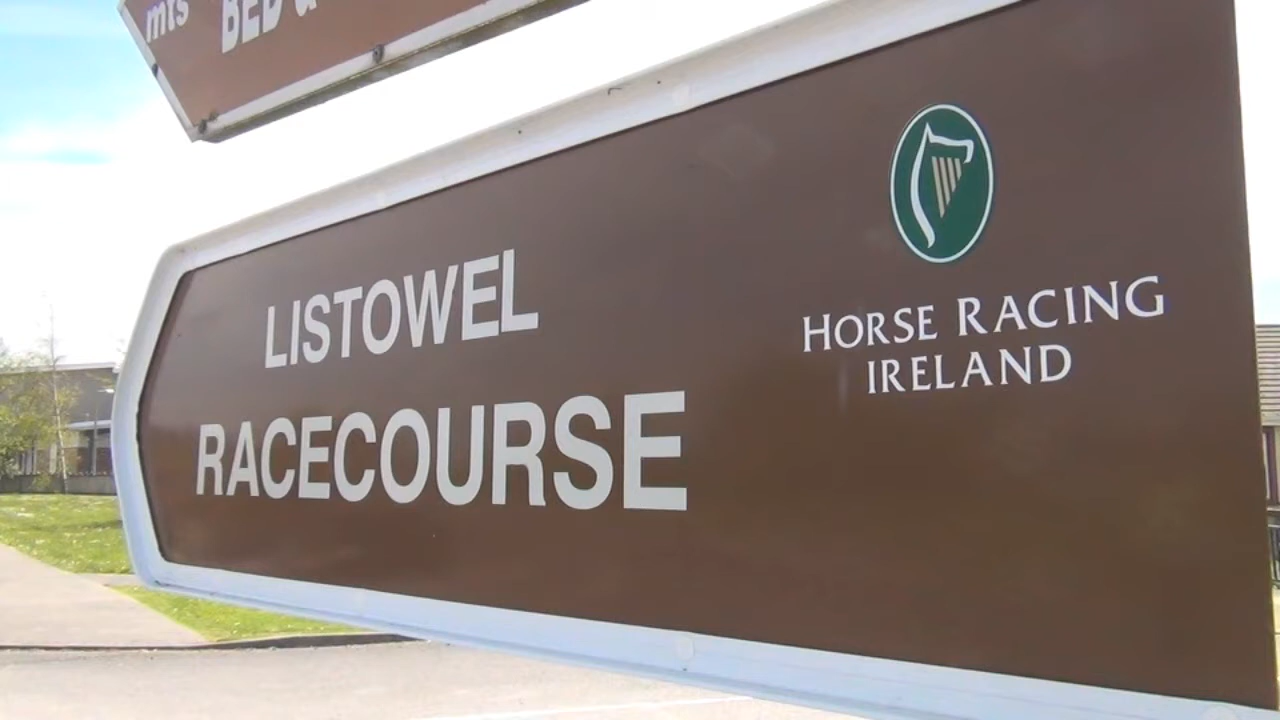 mts BED &
LISTOWEL
RACECOURSE
HORSE RACING
IRELAND